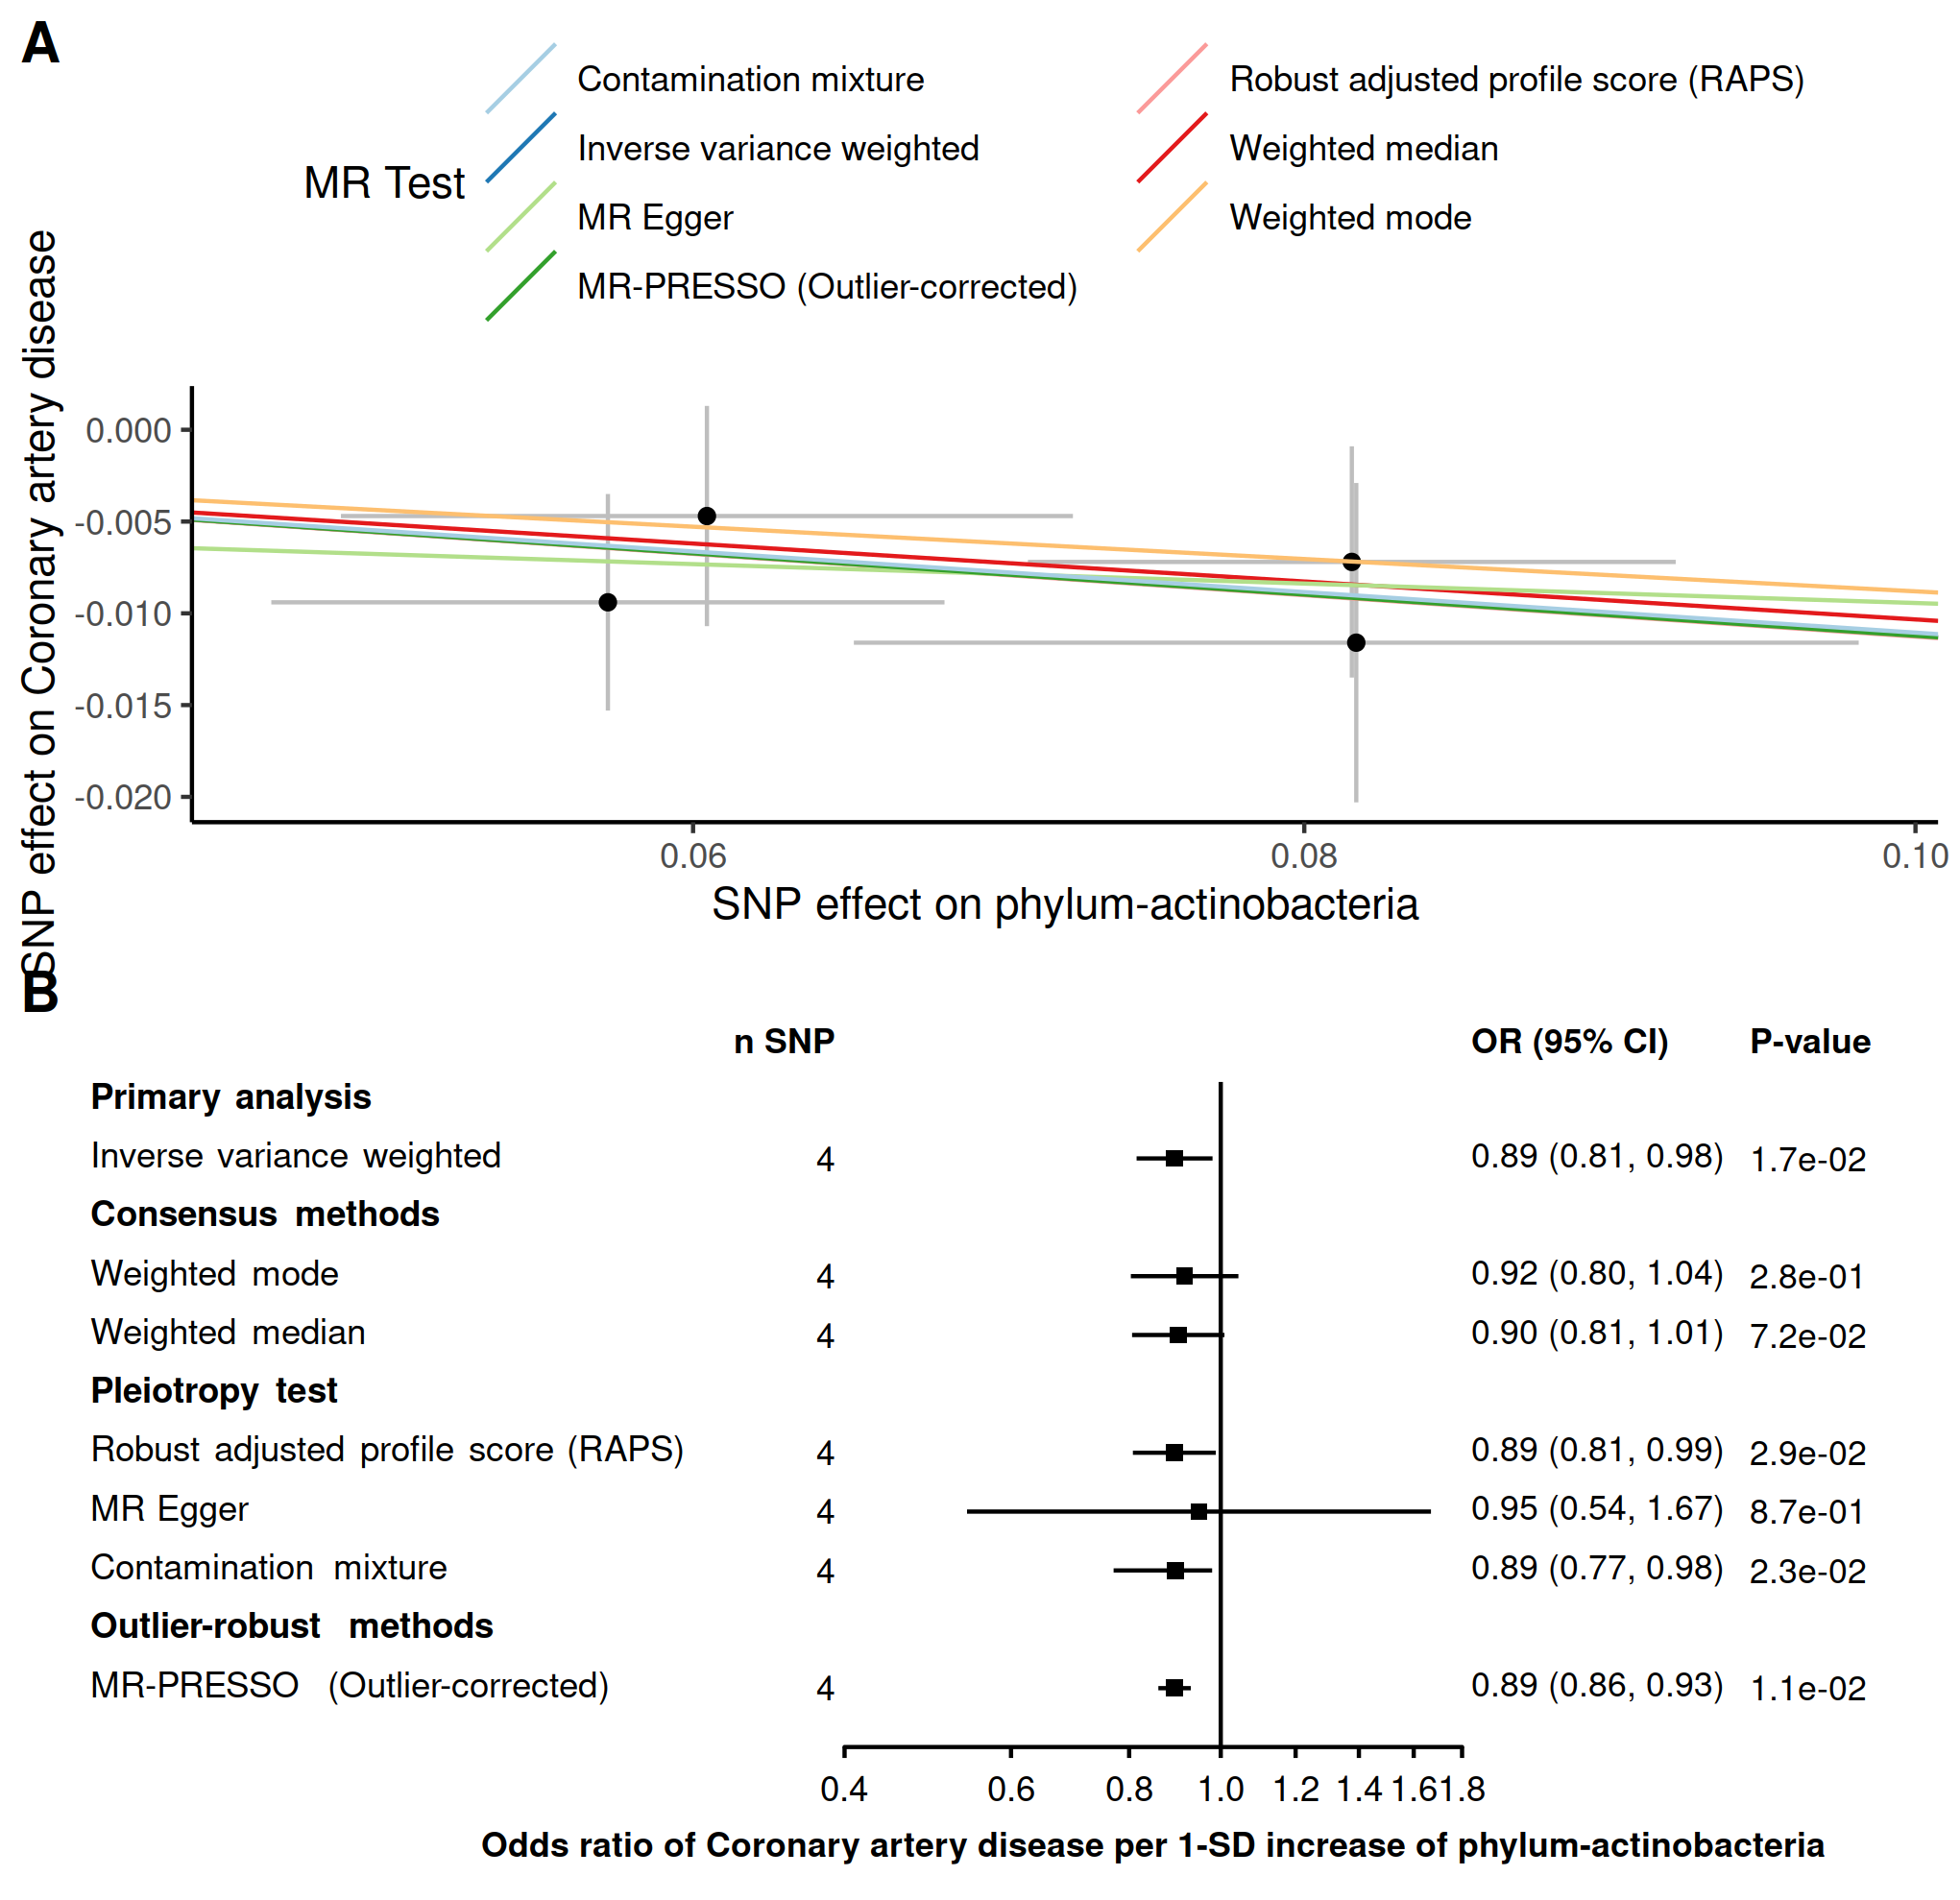 A
MR Test
Contamination mixture
Inverse variance weighted
MR Egger
MR-PRESSO (Outlier-corrected)
Robust adjusted profile score (RAPS)
Weighted median
Weighted mode
SNP effect on Coronary artery disease
0.000
-0.005
-0.010
-0.015
-0.020
0.06 0.08 0.10
SNP effect on phylum-actinobacteria
B
n SNP OR (95% CI) P-value
Primary analysis
Inverse variance weighted 4 0.89 (0.81, 0.98) 1.7e-02
Consensus methods
Weighted mode 4 0.92 (0.80, 1.04) 2.8e-01
Weighted median 4 0.90 (0.81, 1.01) 7.2e-02
Pleiotropy test
Robust adjusted profile score (RAPS) 4 0.89 (0.81, 0.99) 2.9e-02
MR Egger 4 0.95 (0.54, 1.67) 8.7e-01
Contamination mixture 4 0.89 (0.77, 0.98) 2.3e-02
Outlier-robust methods
MR-PRESSO (Outlier-corrected) 4 0.89 (0.86, 0.93) 1.1e-02
0.4 0.6 0.8 1.0 1.2 1.4 1.6 1.8
Odds ratio of Coronary artery disease per 1-SD increase of phylum-actinobacteria